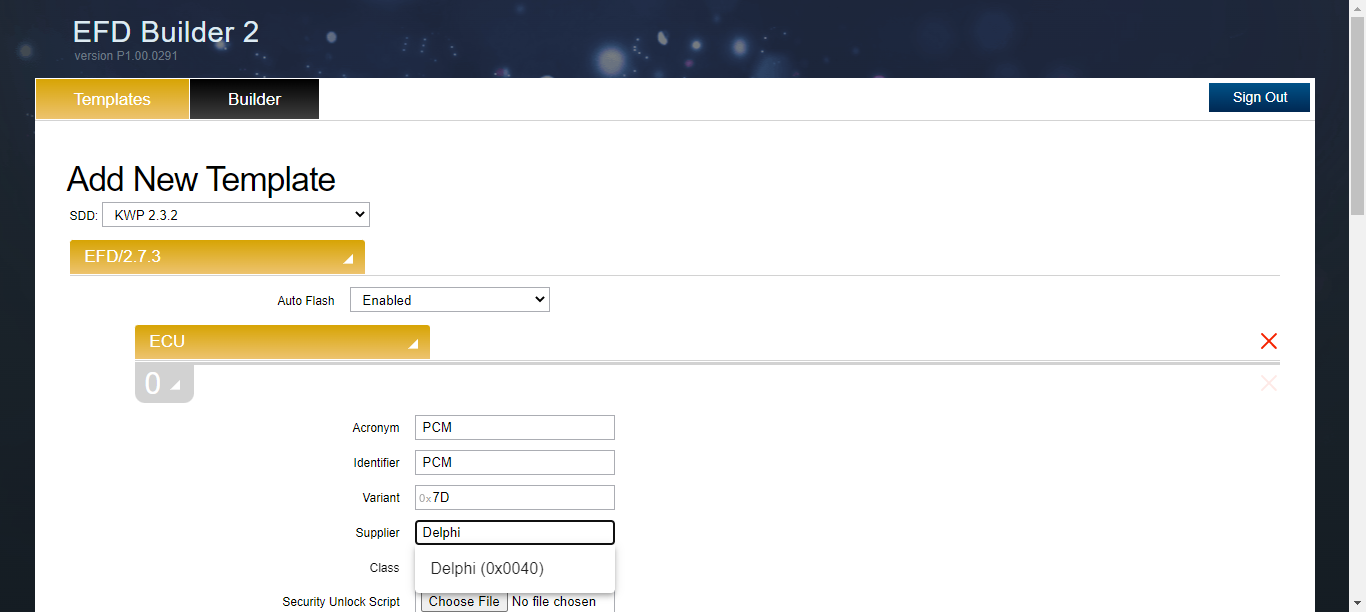 EFD Builder 2
version P1.00.0291
Templates Builder Sign Out
Add New Template
SDD: KWP 2.3.2
EFD/2.7.3
Auto Flash Enabled
ECU
0
Acronym PCM
Identifier PCM
Variant 0x 7D
Supplier Delphi
Class Delphi (0x0040)
Security Unlock Script Choose File No file chosen